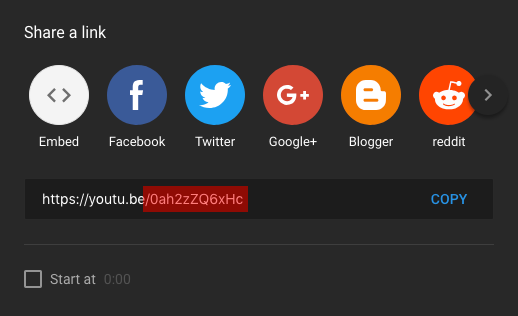 Share a link
Embed Facebook Twitter Google+ Blogger reddit
https://youtu.be/0ah2zZQ6xHc COPY
Start at 0:00